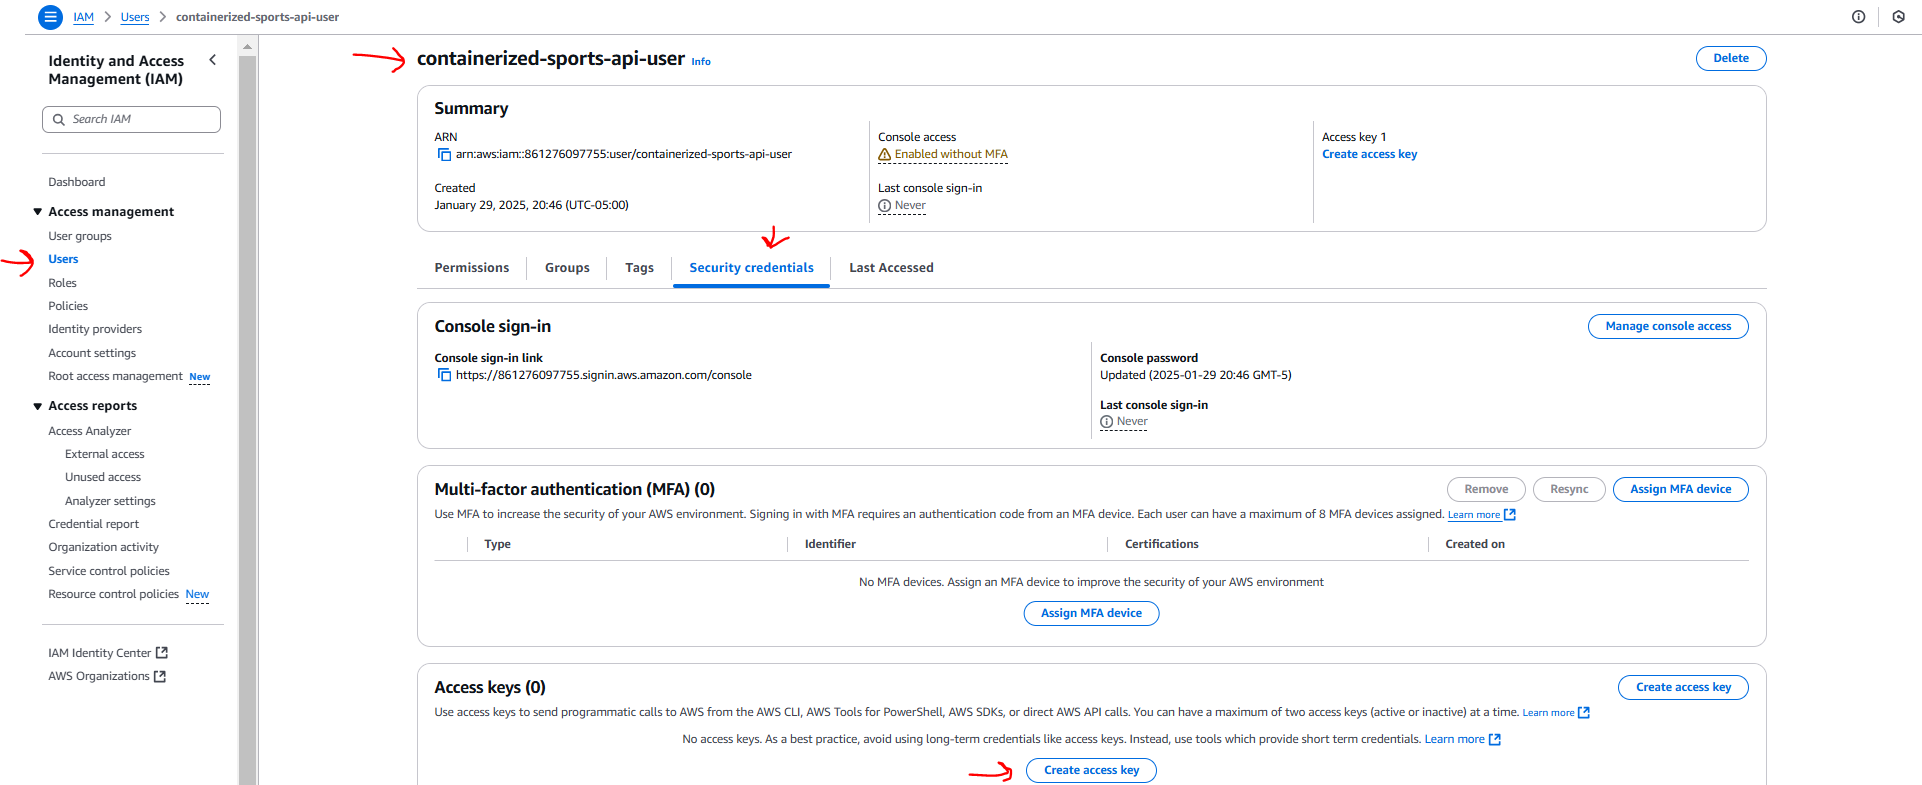 IAM > Users > containerized-sports-api-user
Identity and Access Management (IAM)
Search IAM
Dashboard
Access management
User groups
Users
Roles
Policies
Identity providers
Account settings
Root access management New
Access reports
Access Analyzer
External access
Unused access
Analyzer settings
Credential report
Organization activity
Service control policies
Resource control policies New
IAM Identity Center
AWS Organizations
containerized-sports-api-user Info
Delete
Summary
ARN
arn:aws:iam::861276097755:user/containerized-sports-api-user
Created
January 29, 2025, 20:46 (UTC-05:00)
Console access
Enabled without MFA
Last console sign-in
Never
Access key 1
Create access key
Permissions
Groups
Tags
Security credentials
Last Accessed
Console sign-in
Manage console access
Console sign-in link
https://861276097755.signin.aws.amazon.com/console
Console password
Updated (2025-01-29 20:46 GMT-5)
Last console sign-in
Never
Multi-factor authentication (MFA) (0)
Remove
Resync
Assign MFA device
Use MFA to increase the security of your AWS environment. Signing in with MFA requires an authentication code from an MFA device. Each user can have a maximum of 8 MFA devices assigned. Learn more
Type
Identifier
Certifications
Created on
No MFA devices. Assign an MFA device to improve the security of your AWS environment
Assign MFA device
Access keys (0)
Create access key
Use access keys to send programmatic calls to AWS from the AWS CLI, AWS Tools for PowerShell, AWS SDKs, or direct AWS API calls. You can have a maximum of two access keys (active or inactive) at a time. Learn more
No access keys. As a best practice, avoid using long-term credentials like access keys. Instead, use tools which provide short term credentials. Learn more
Create access key